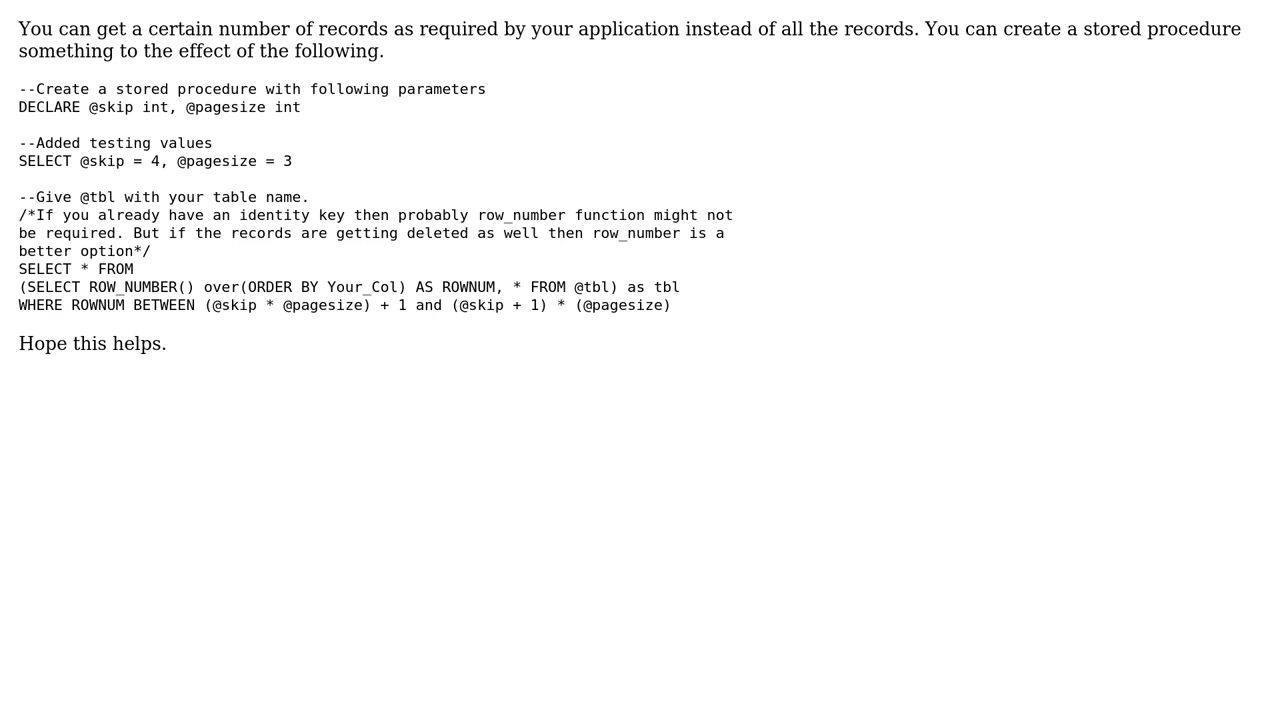 You can get a certain number of records as required by your application instead of all the records. You can create a stored procedure
something to the effect of the following.
--Create a stored procedure with following parameters
DECLARE @skip int, @pagesize int
--Added testing values
SELECT @skip = 4, @pagesize = 3
--Give @tbl with your table name.
/*If you already have an identity key then probably row_number function might not
be required. But if the records are getting deleted as well then row_number is a
better option*/
SELECT * FROM
(SELECT ROW_NUMBER() over(ORDER BY Your_Col) AS ROWNUM, * FROM @tbl) as tbl
WHERE ROWNUM BETWEEN (@skip * @pagesize) + 1 and (@skip + 1) * (@pagesize)
Hope this helps.